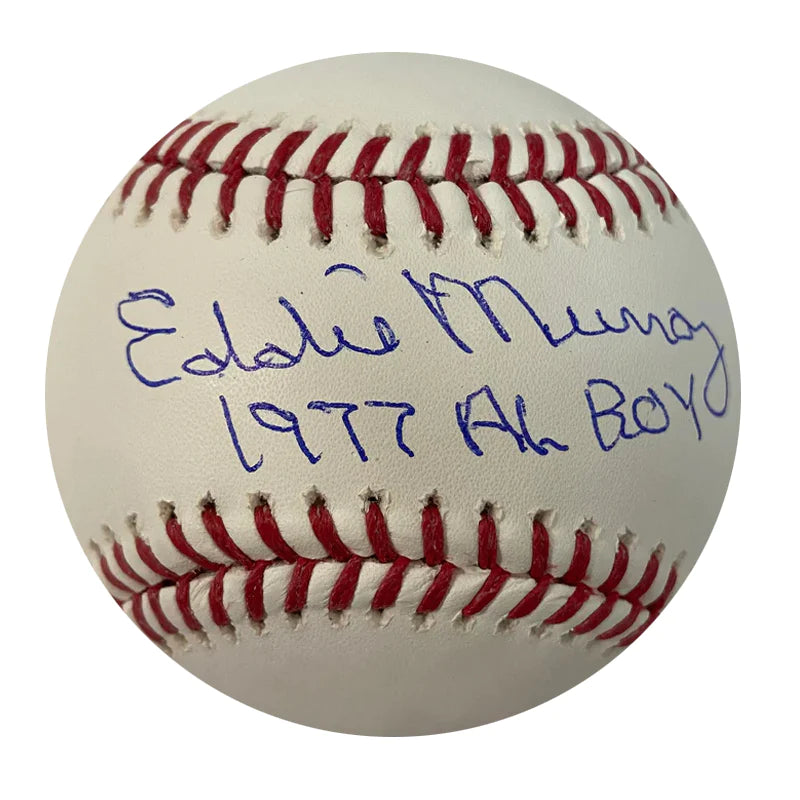 Eddie Murray
1977 AL ROY